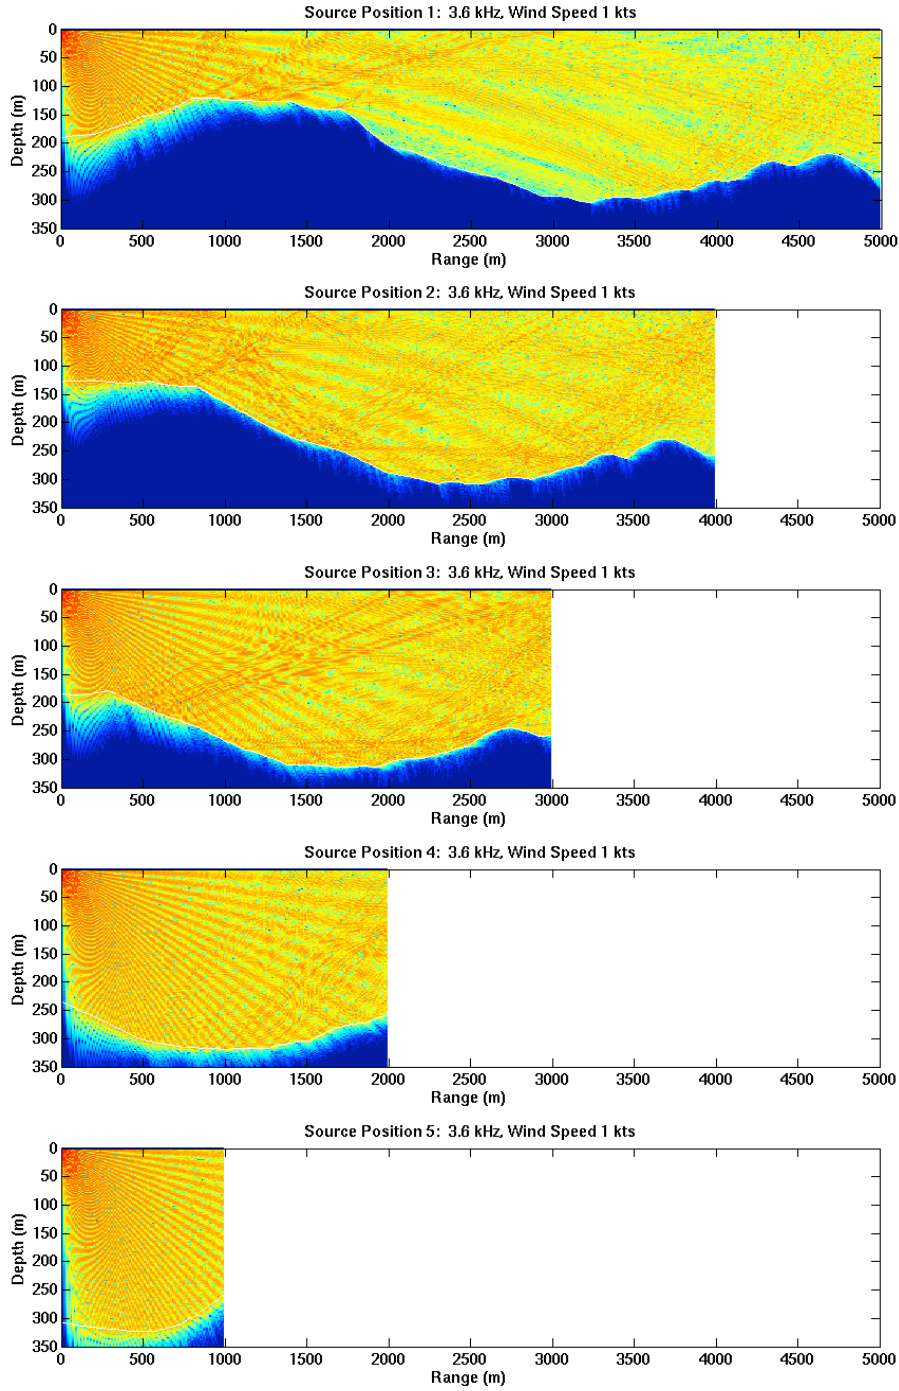 Source Position 1: 3.6 kHz, Wind Speed 1 kts
0
50
100
150
200
250
300
350
Depth (m)
0 500 1000 1500 2000 2500 3000 3500 4000 4500 5000
Range (m)
Source Position 2: 3.6 kHz, Wind Speed 1 kts
0
50
100
150
200
250
300
350
Depth (m)
0 500 1000 1500 2000 2500 3000 3500 4000 4500 5000
Range (m)
Source Position 3: 3.6 kHz, Wind Speed 1 kts
0
50
100
150
200
250
300
350
Depth (m)
0 500 1000 1500 2000 2500 3000 3500 4000 4500 5000
Range (m)
Source Position 4: 3.6 kHz, Wind Speed 1 kts
0
50
100
150
200
250
300
350
Depth (m)
0 500 1000 1500 2000 2500 3000 3500 4000 4500 5000
Range (m)
Source Position 5: 3.6 kHz, Wind Speed 1 kts
0
50
100
150
200
250
300
350
Depth (m)
0 500 1000 1500 2000 2500 3000 3500 4000 4500 5000
Range (m)